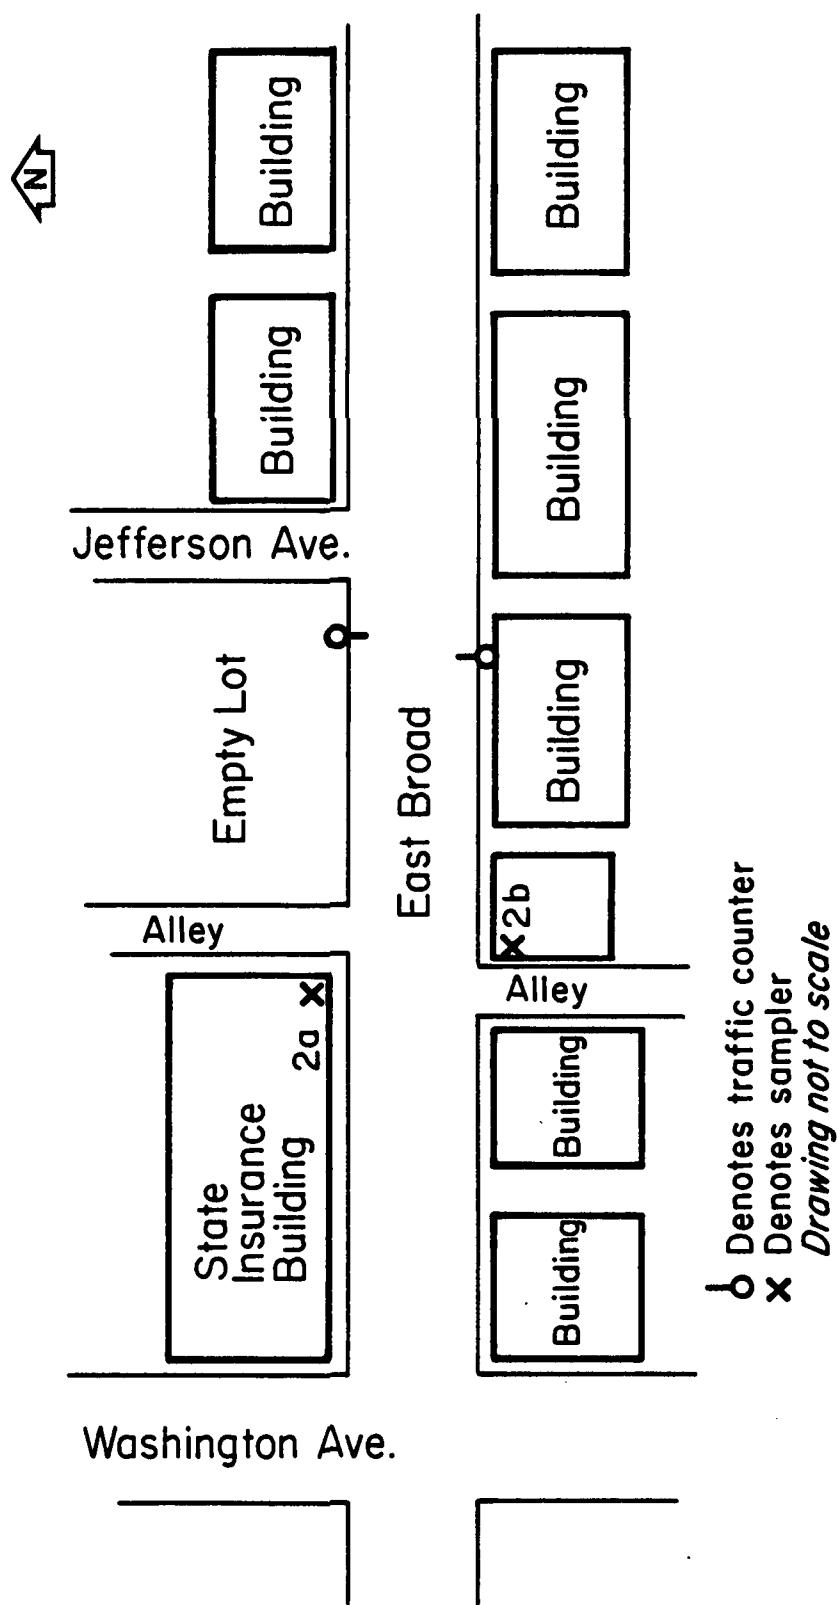 N
Building
Building
Building
Building
Jefferson Ave.
Empty Lot
Building
East Broad
2b
Alley
Alley
2a
State
Insurance
Building
Building
Building
Washington Ave.
Denotes traffic counter
Denotes sampler
Drawing not to scale